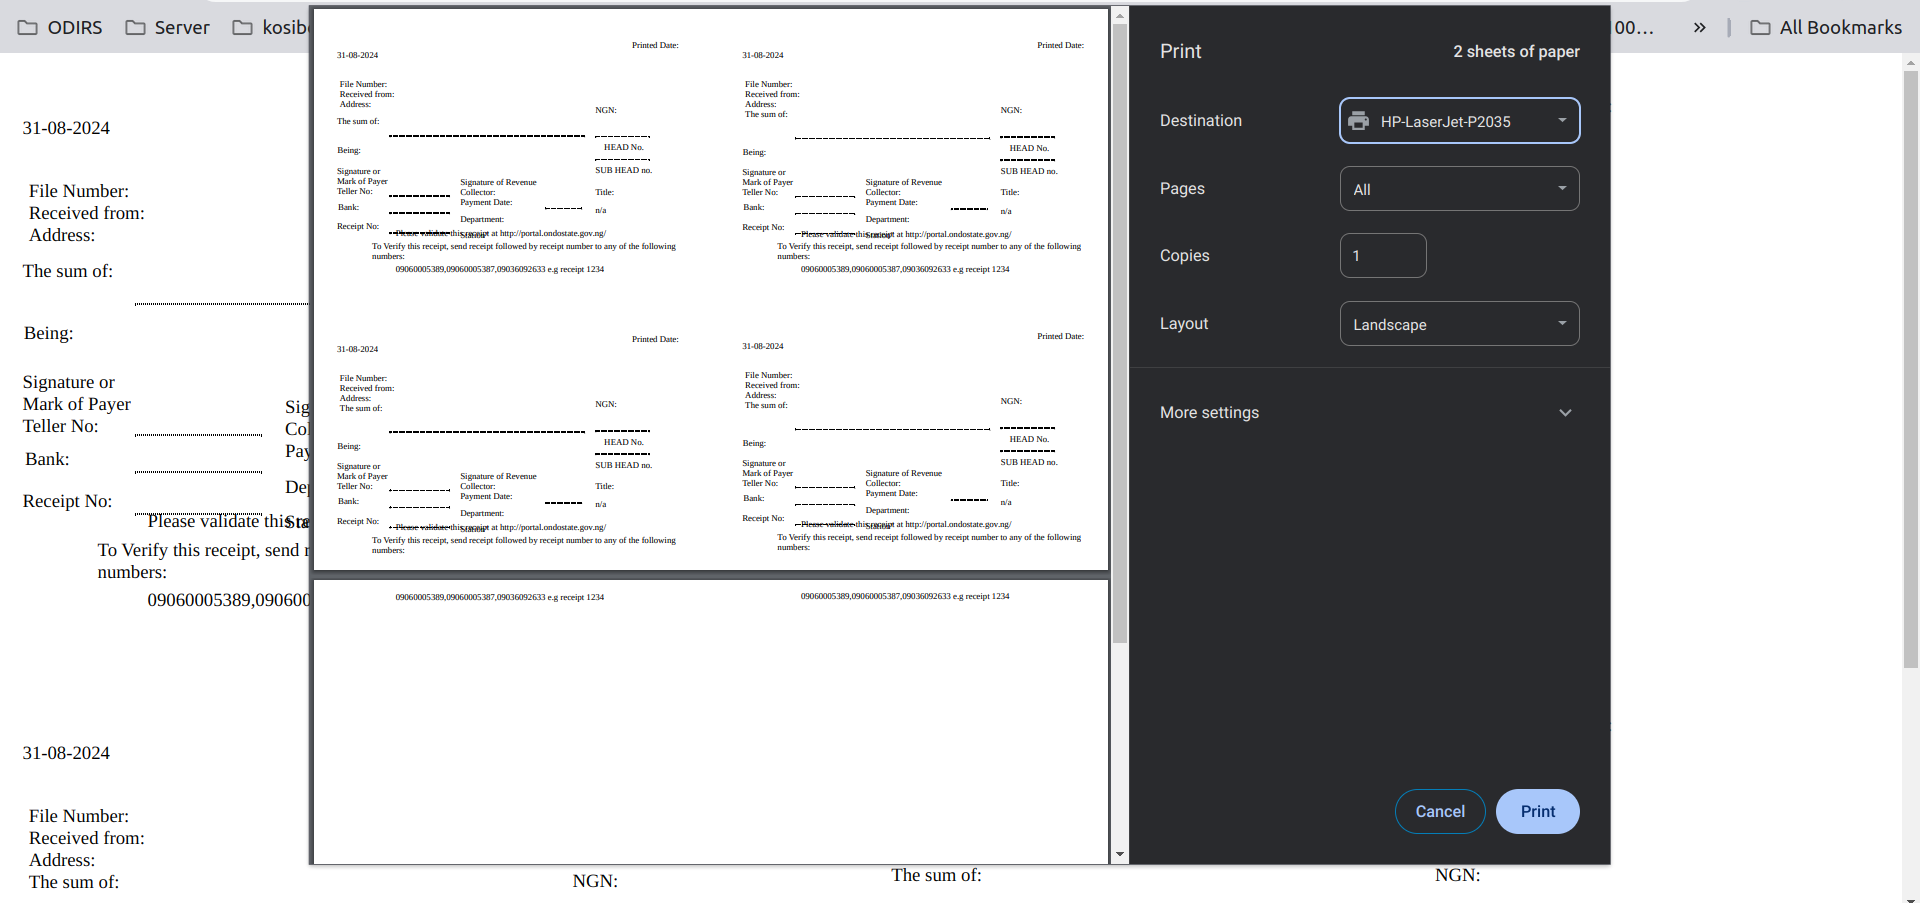 ODIRS
Server
kosib
00...
»
All Bookmarks
31-08-2024
File Number:
Received from:
Address:
The sum of:
Being:
Signature or
Mark of Payer
Teller No:
Bank:
Receipt No:
Sig
Col
Pay
Dep
Please validate this re
To Verify this receipt, send r
numbers:
09060005389,090600
31-08-2024
File Number:
Received from:
Address:
The sum of:
NGN:
The sum of:
NGN:
Printed Date:
31-08-2024
File Number:
Received from:
Address:
NGN:
The sum of:
HEAD No.
Being:
SUB HEAD no.
Signature or
Mark of Payer
Teller No:
Signature of Revenue
Collector:
Payment Date:
Title:
Bank:
n/a
Department:
Receipt No:
Station
Please validate this receipt at http://portal.ondostate.gov.ng/
To Verify this receipt, send receipt followed by receipt number to any of the following
numbers:
09060005389,09060005387,09036092633 e.g receipt 1234
Printed Date:
31-08-2024
File Number:
Received from:
Address:
The sum of:
NGN:
HEAD No.
Being:
SUB HEAD no.
Signature or
Mark of Payer
Teller No:
Signature of Revenue
Collector:
Payment Date:
Title:
Bank:
n/a
Department:
Receipt No:
Station
Please validate this receipt at http://portal.ondostate.gov.ng/
To Verify this receipt, send receipt followed by receipt number to any of the following
numbers:
09060005389,09060005387,09036092633 e.g receipt 1234
Printed Date:
31-08-2024
File Number:
Received from:
Address:
The sum of:
NGN:
HEAD No.
Being:
SUB HEAD no.
Signature or
Mark of Payer
Teller No:
Signature of Revenue
Collector:
Payment Date:
Title:
Bank:
n/a
Department:
Receipt No:
Station
Please validate this receipt at http://portal.ondostate.gov.ng/
To Verify this receipt, send receipt followed by receipt number to any of the following
numbers:
Printed Date:
31-08-2024
File Number:
Received from:
Address:
The sum of:
NGN:
HEAD No.
Being:
SUB HEAD no.
Signature or
Mark of Payer
Teller No:
Signature of Revenue
Collector:
Payment Date:
Title:
Bank:
n/a
Department:
Receipt No:
Station
Please validate this receipt at http://portal.ondostate.gov.ng/
To Verify this receipt, send receipt followed by receipt number to any of the following
numbers:
09060005389,09060005387,09036092633 e.g receipt 1234
09060005389,09060005387,09036092633 e.g receipt 1234
Print
2 sheets of paper
Destination
HP-LaserJet-P2035
Pages
All
Copies
1
Layout
Landscape
More settings
Cancel
Print